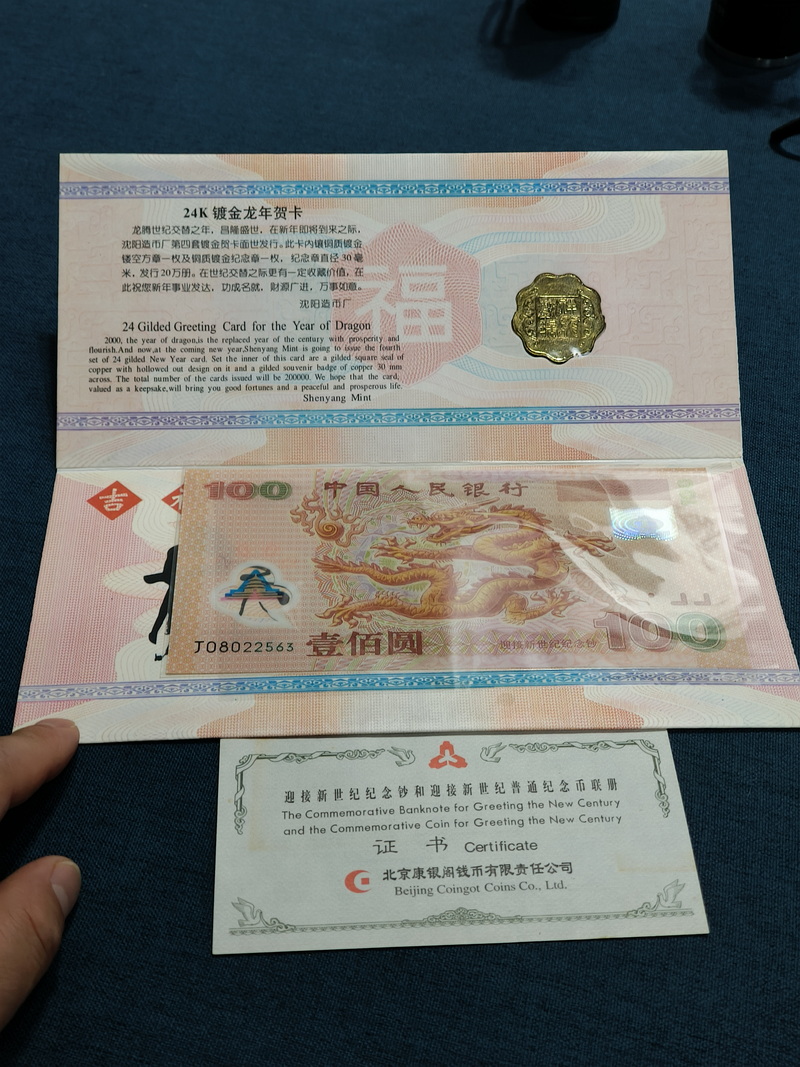 24K 镀金龙年贺卡
龙腾世纪交替之年，昌隆盛世，在新年即将到来之际，
沈阳造币厂第四套镀金贺卡面世发行。此卡内镶铜质镀金
镂空方章一枚及铜质镀金纪念章一枚，纪念章直径 30 毫
米，发行 20 万册。在世纪交替之际更有一定收藏价值，在
此祝您新年事业发达，功成名就，财源广进，万事如意。
沈阳造币厂
24 Gilded Greeting Card for the Year of Dragon
2000, the year of dragon,is the replaced year of the century with prosperity and
flourish.And now,at the coming new year,Shenyang Mint is going to issue the fourth
set of 24 gilded New Year card. Set the inner of this card are a gilded square seal of
copper with hollowed out design on it and a gilded souvenir badge of copper 30 mm
across. The total number of the cards issued will be 200000. We hope that the card,
valued as a keepsake,will bring you good fortunes and a peaceful and prosperous life.
Shenyang Mint
福
吉
100 中国人民银行
J08022563 壹佰圆 迎接新世纪纪念钞 100
迎接新世纪纪念钞和迎接新世纪普通纪念币联册
The Commemorative Banknote for Greeting the New Century
and the Commemorative Coin for Greeting the New Century
证 书 Certificate
北京康银阁钱币有限责任公司
Beijing Coingot Coins Co., Ltd.